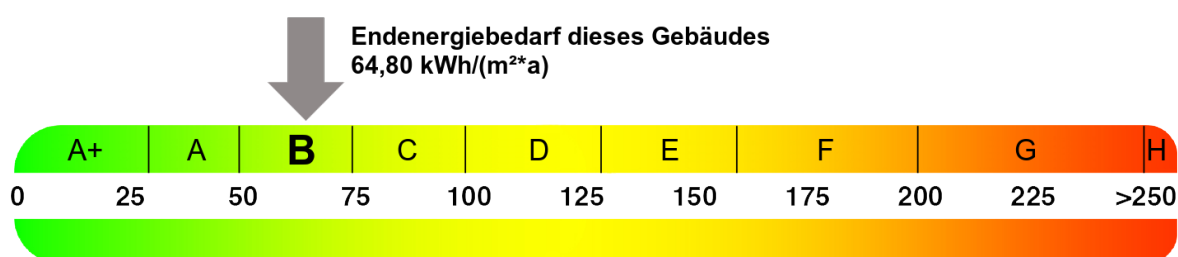 Endenergiebedarf dieses Gebäudes
64,80 kWh/(m²*a)
A+ A B C D E F G H
0 25 50 75 100 125 150 175 200 225 >250